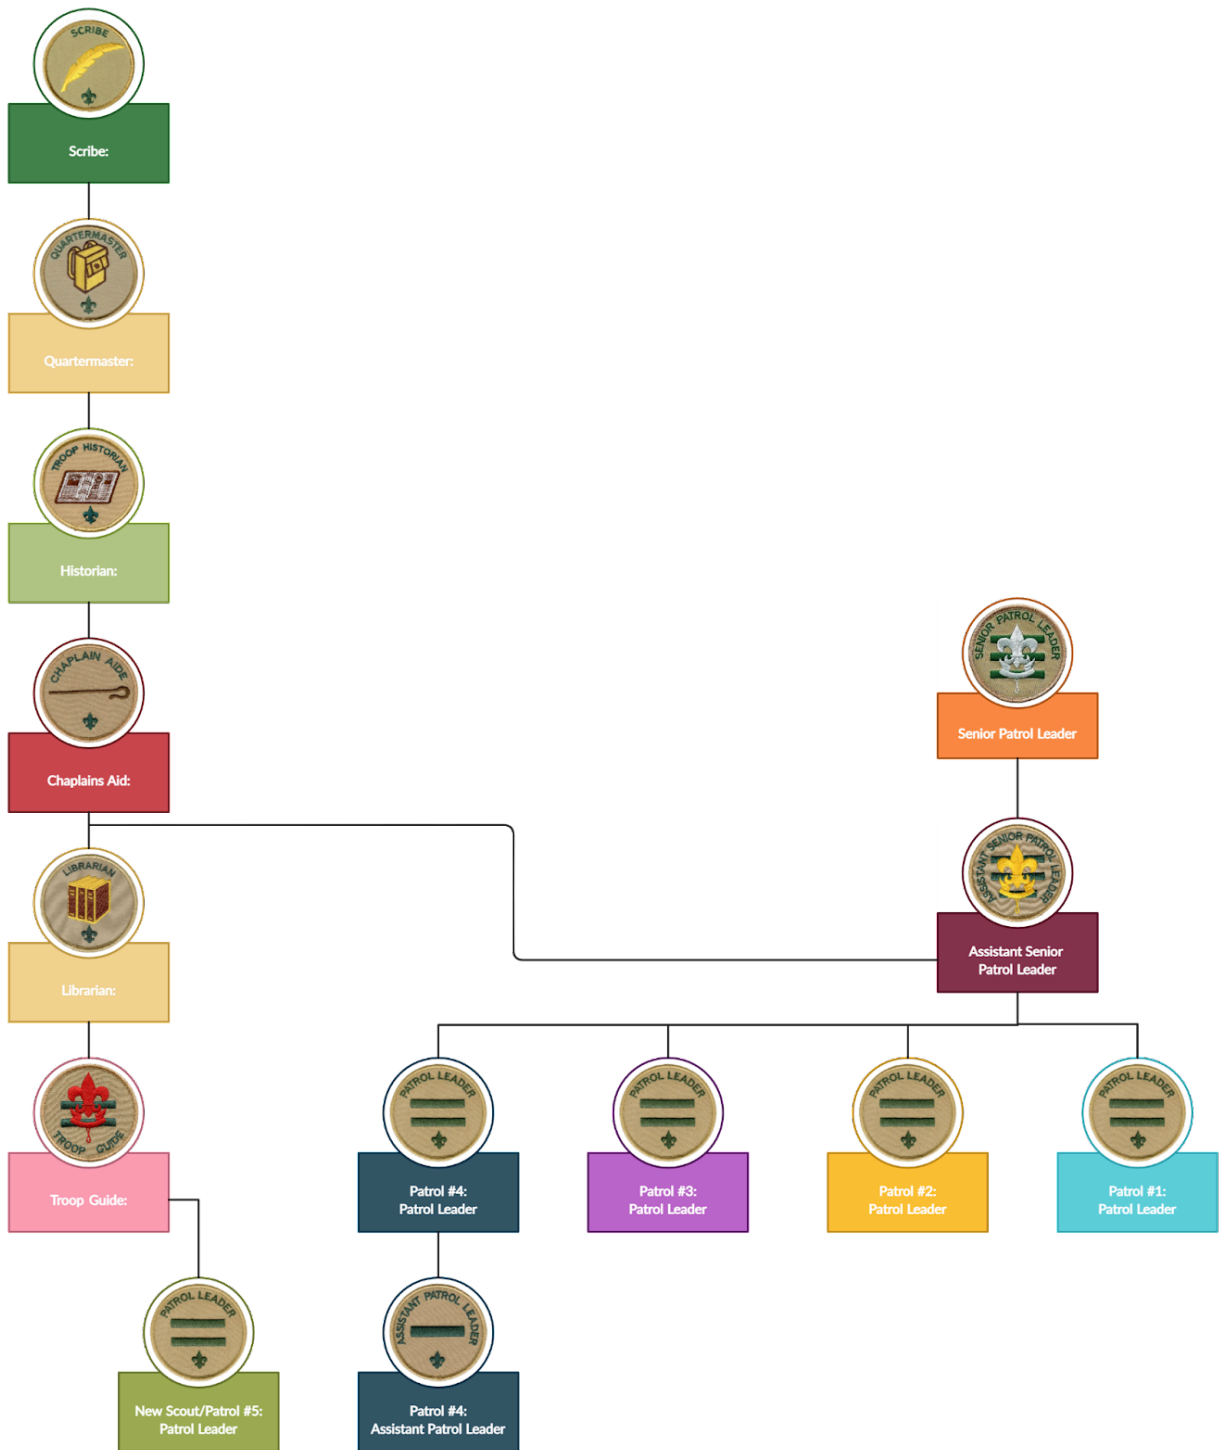 SCRIBE
Scribe:
QUARTERMASTER
Quartermaster:
TROOP HISTORIAN
Historian:
CHAPLAIN AIDE
Chaplains Aid:
SENIOR PATROL LEADER
Senior Patrol Leader
LIBRARIAN
Librarian:
ASSISTANT SENIOR PATROL LEADER
Assistant Senior
Patrol Leader
TROOP GUIDE
Troop Guide:
PATROL LEADER
Patrol #4:
Patrol Leader
PATROL LEADER
Patrol #3:
Patrol Leader
PATROL LEADER
Patrol #2:
Patrol Leader
PATROL LEADER
Patrol #1:
Patrol Leader
PATROL LEADER
New Scout/Patrol #5:
Patrol Leader
ASSISTANT PATROL LEADER
Patrol #4:
Assistant Patrol Leader